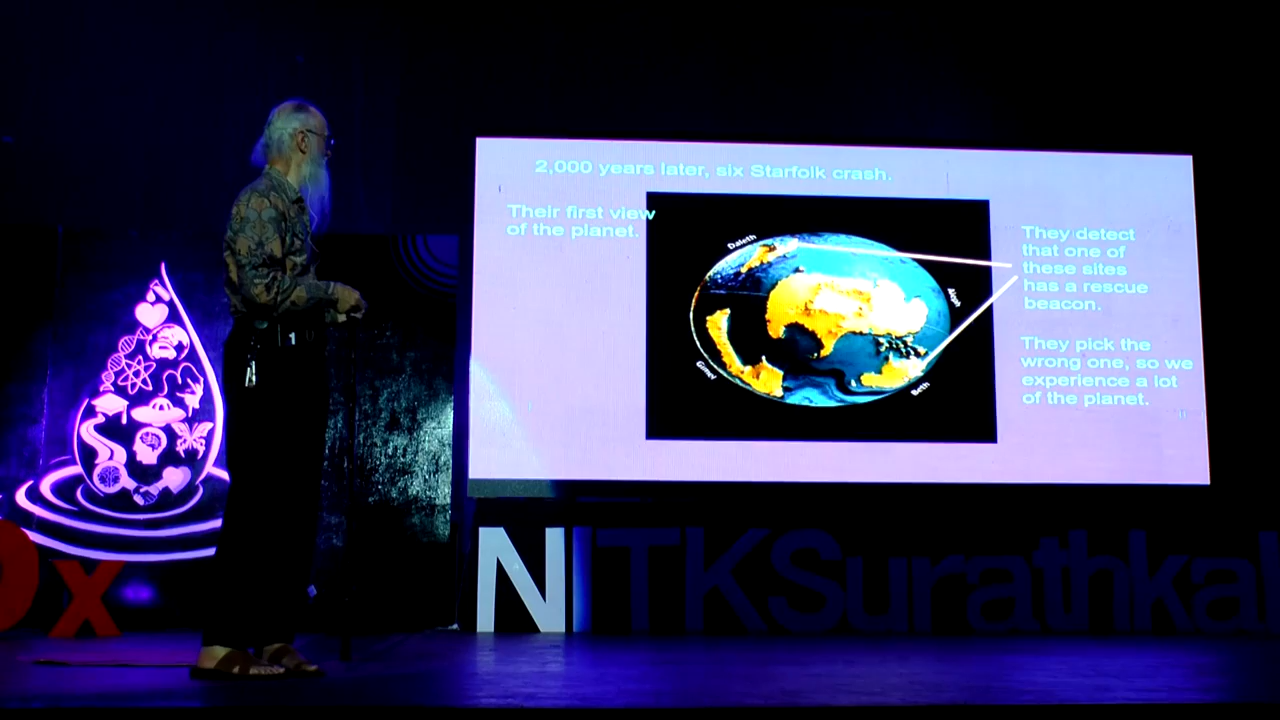 2,000 years later, six Starfolk crash.
Their first view
of the planet.
Daleth
Aleph
Gimel
Beth
They detect
that one of
these sites
has a rescue
beacon.
They pick the
wrong one, so we
experience a lot
of the planet.
1
Dx
NITKSurathkal